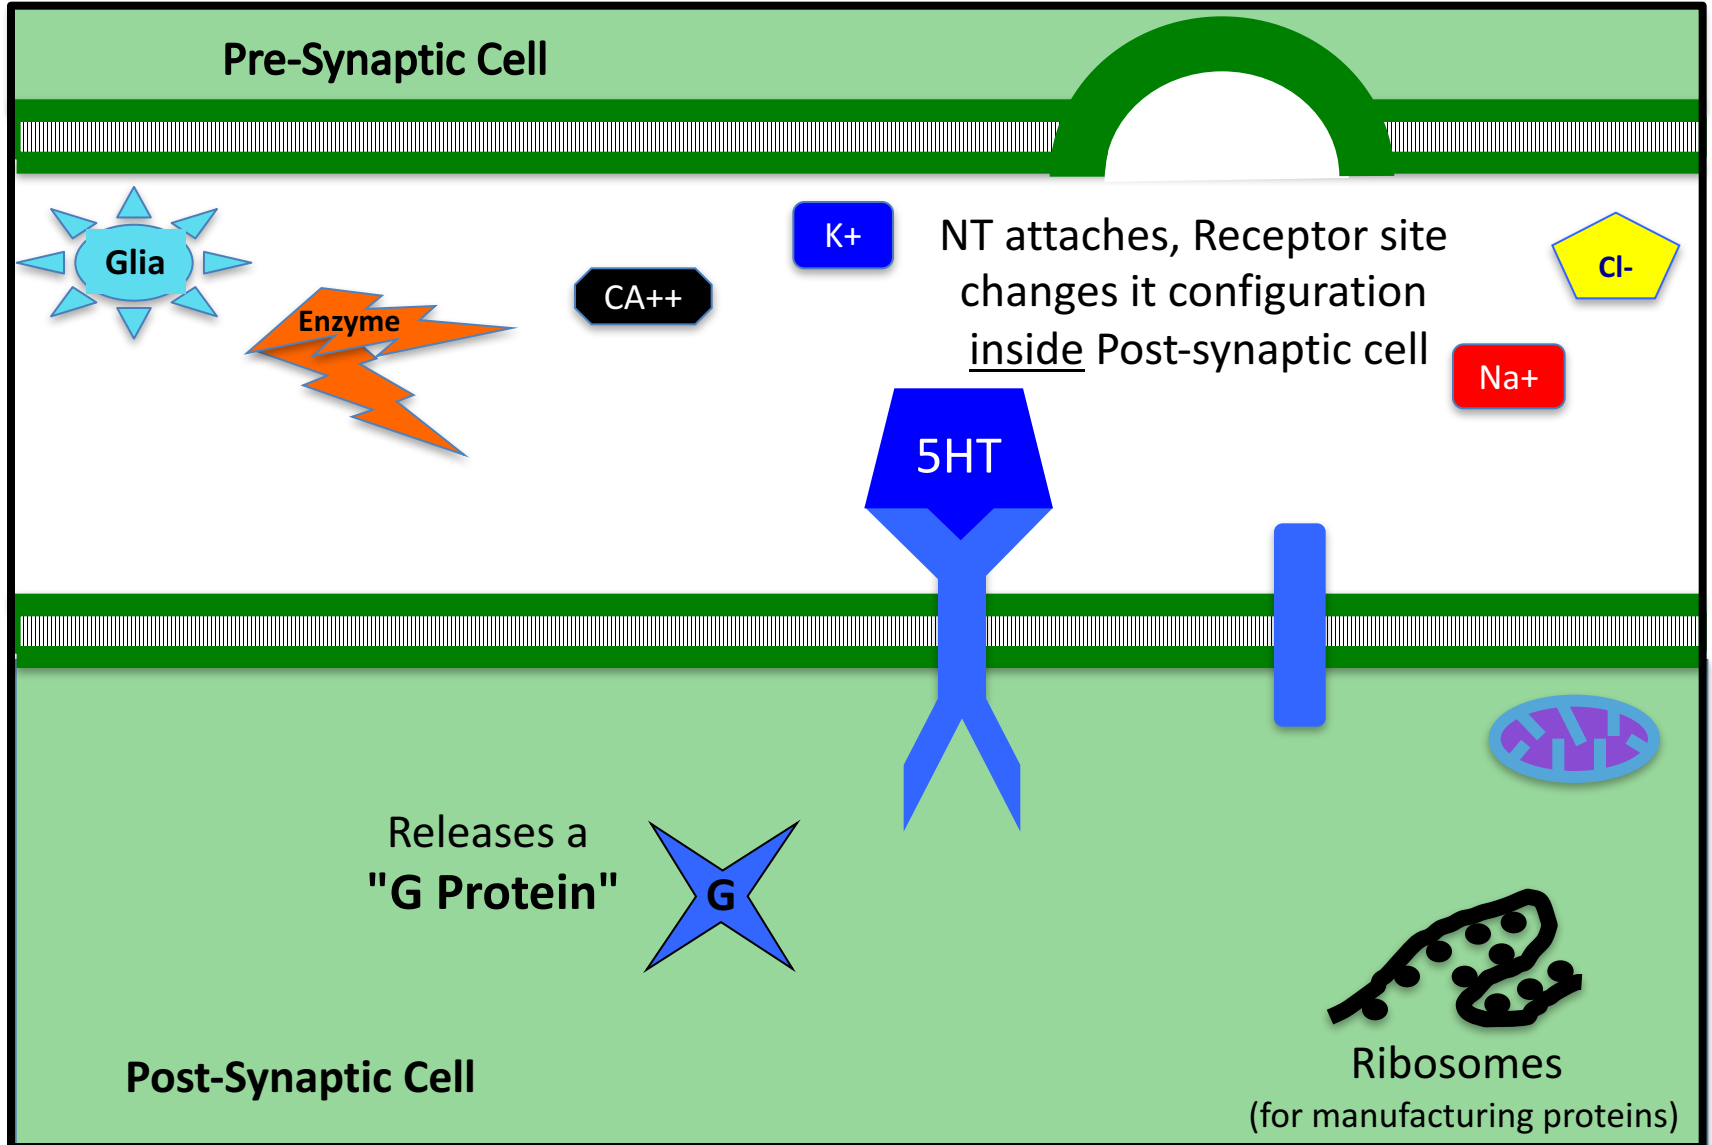 Pre-Synaptic Cell
Glia
Enzyme
CA++
K+
NT attaches, Receptor site
changes it configuration
inside Post-synaptic cell
Cl-
Na+
5HT
Releases a
"G Protein"
G
Post-Synaptic Cell
Ribosomes
(for manufacturing proteins)